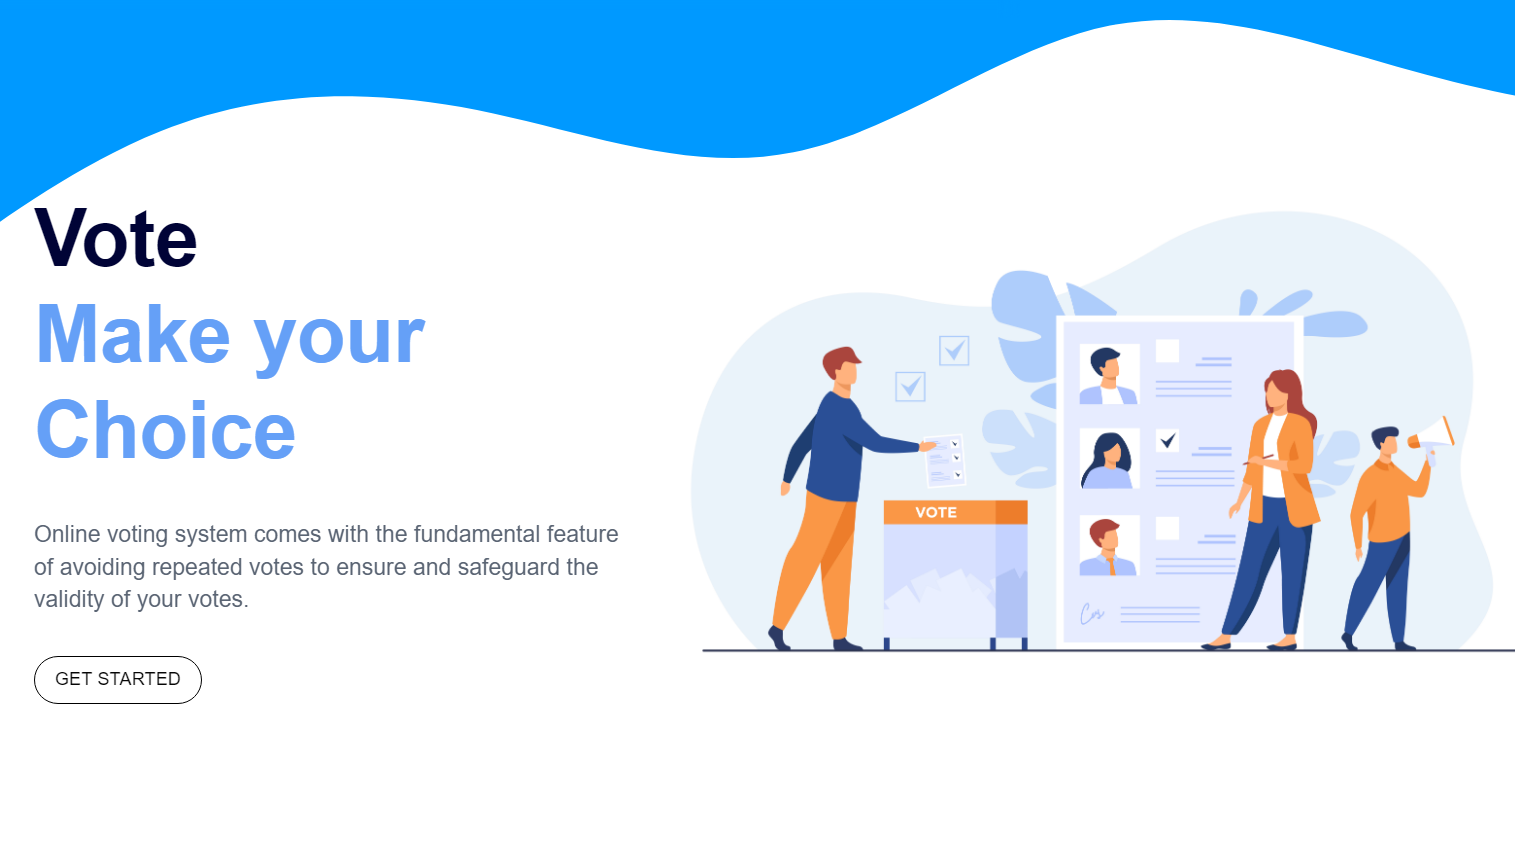 Vote
Make your
Choice
Online voting system comes with the fundamental feature
of avoiding repeated votes to ensure and safeguard the
validity of your votes.
GET STARTED
VOTE